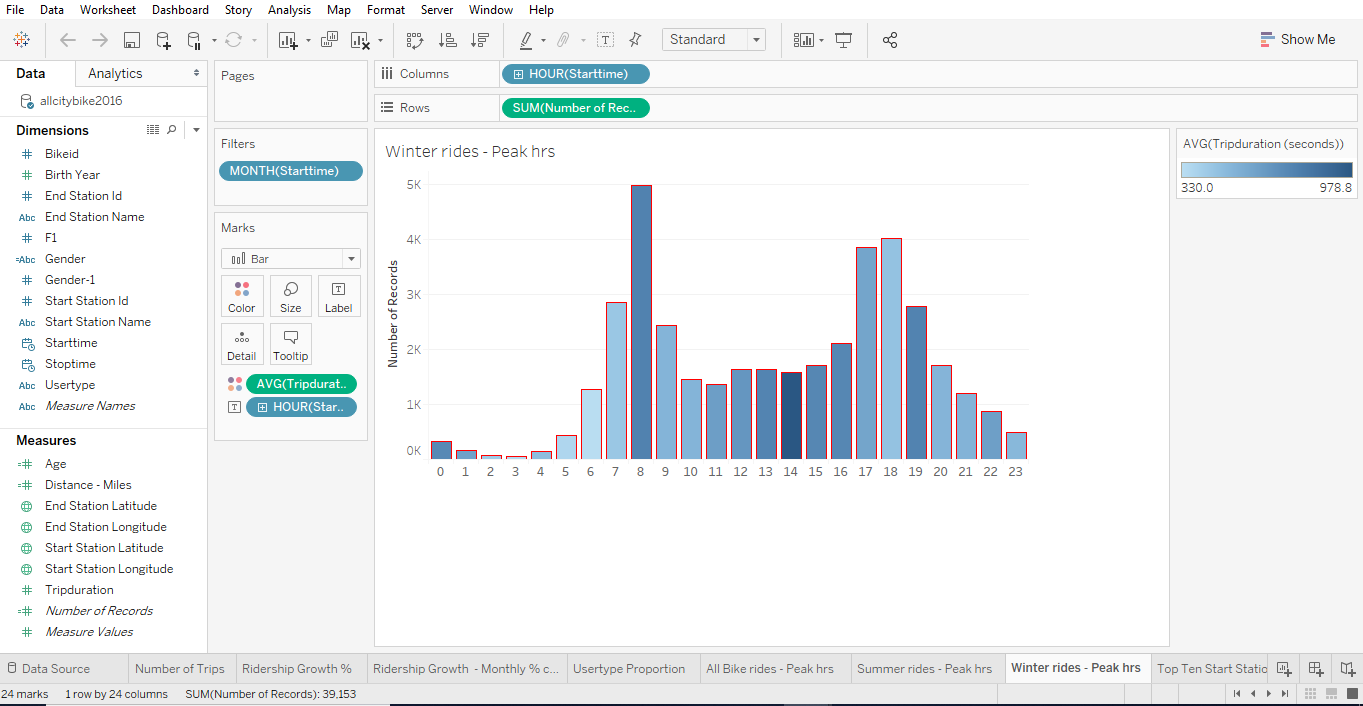 File Data Worksheet Dashboard Story Analysis Map Format Server Window Help
Standard
Show Me
Data Analytics
allcitybike2016
Dimensions
Bikeid
Birth Year
End Station Id
Abc End Station Name
F1
=Abc Gender
Gender-1
Start Station Id
Abc Start Station Name
Starttime
Stoptime
Abc Usertype
Abc Measure Names
Measures
=# Age
=# Distance - Miles
End Station Latitude
End Station Longitude
Start Station Latitude
Start Station Longitude
# Tripduration
=# Number of Records
# Measure Values
Pages
Filters
MONTH(Starttime)
Marks
Bar
Color Size Label
Detail Tooltip
AVG(Tripdurat..
HOUR(Star..
Columns HOUR(Starttime)
Rows SUM(Number of Rec..
Winter rides - Peak hrs
Number of Records
5K
4K
3K
2K
1K
0K
0 1 2 3 4 5 6 7 8 9 10 11 12 13 14 15 16 17 18 19 20 21 22 23
AVG(Tripduration (seconds))
330.0 978.8
Data Source Number of Trips Ridership Growth % Ridership Growth - Monthly % c... Usertype Proportion All Bike rides - Peak hrs Summer rides - Peak hrs Winter rides - Peak hrs Top Ten Start Statio
24 marks 1 row by 24 columns SUM(Number of Records): 39,153